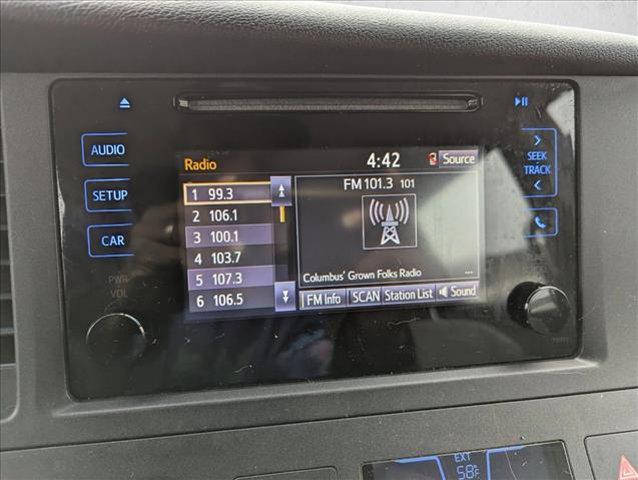 AUDIO
SETUP
CAR
PWR
VOL
Radio
4:42
Source
FM 101.3 101
1 99.3
2 106.1
3 100.1
4 103.7
5 107.3
6 106.5
Columbus' Grown Folks Radio ...
FM Info SCAN Station List Sound
SEEK
TRACK
EXT
58°